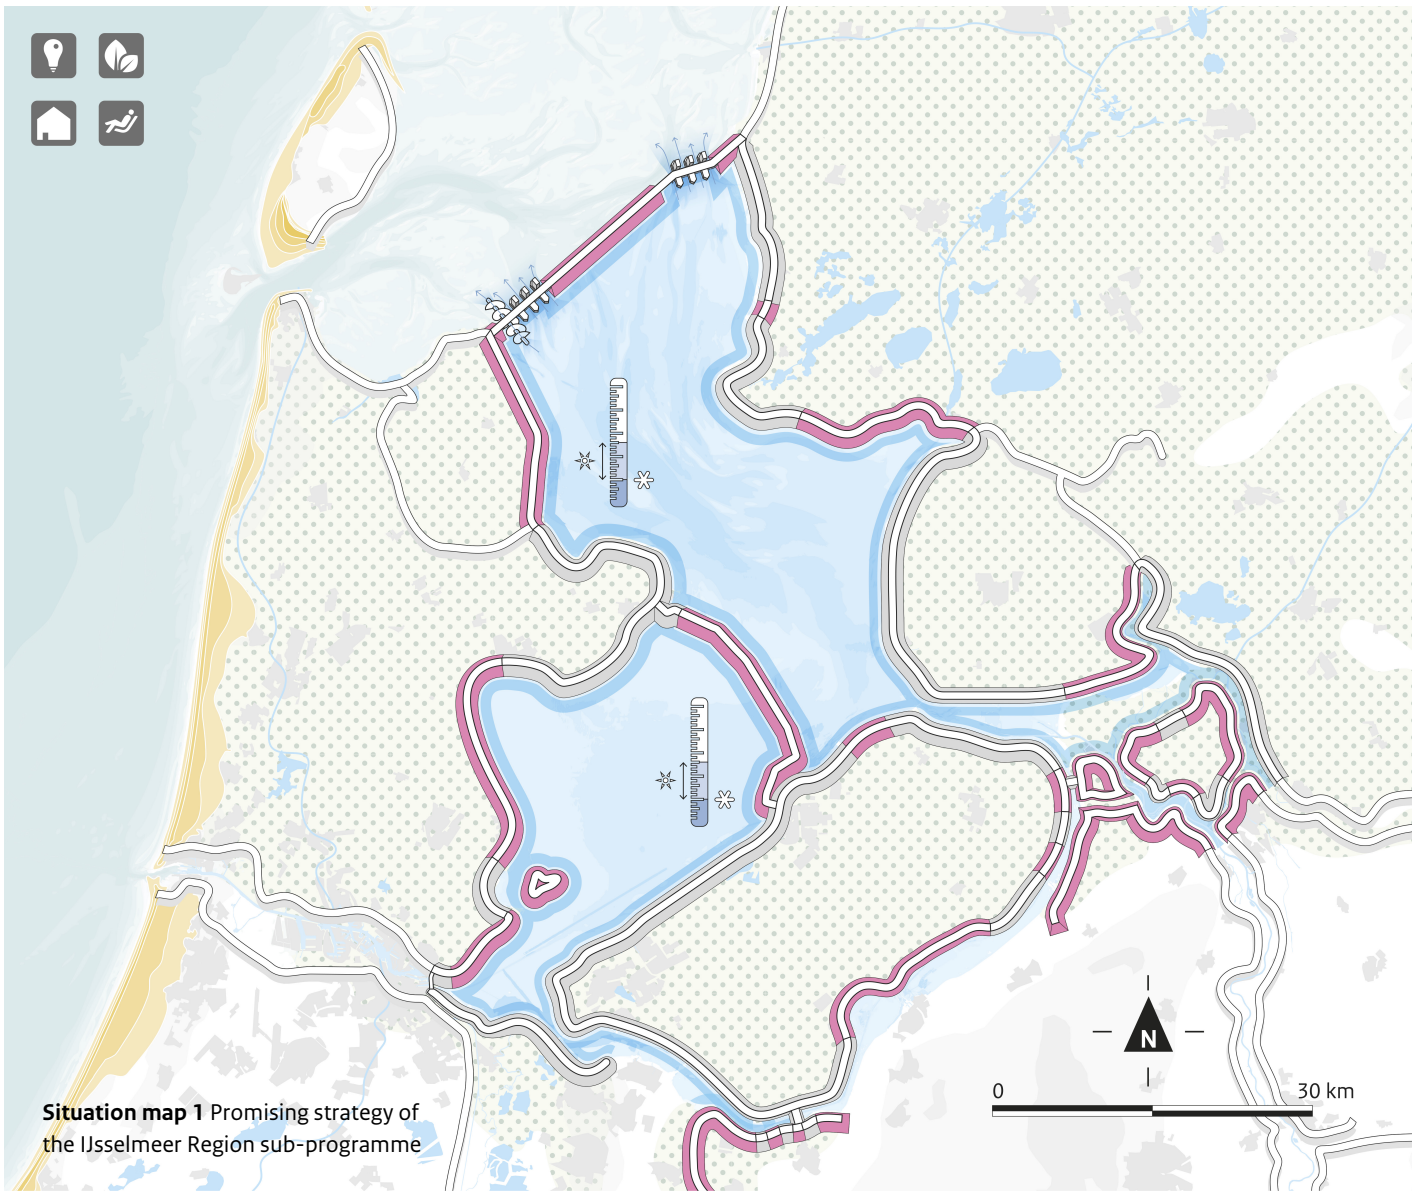 N
0 30 km
Situation map 1 Promising strategy of
the IJsselmeer Region sub-programme